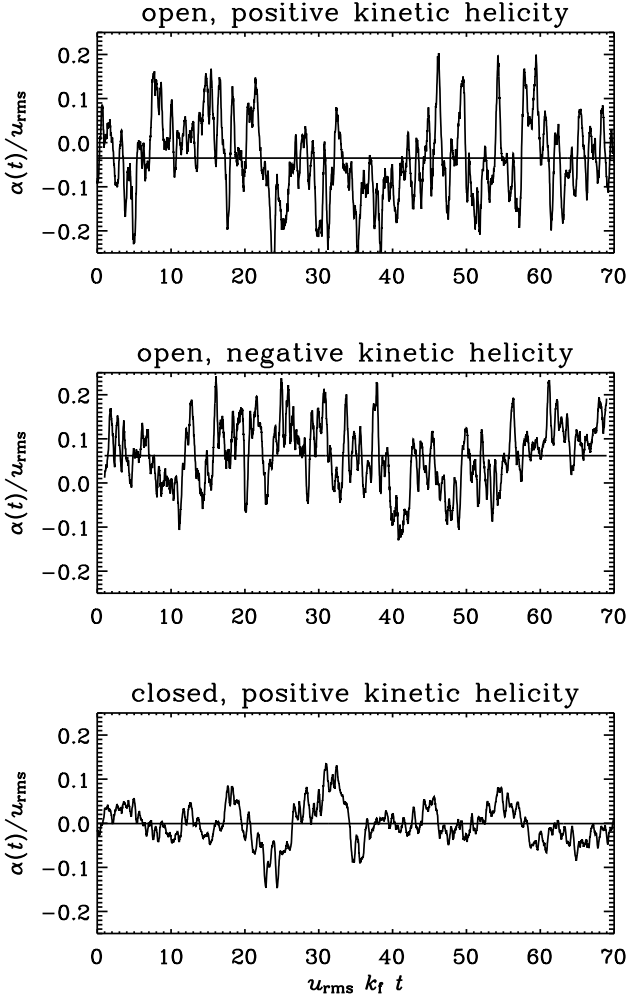 open, positive kinetic helicity
α(t)/u_rms
0.2
0.1
0.0
−0.1
−0.2
0 10 20 30 40 50 60 70
open, negative kinetic helicity
α(t)/u_rms
0.2
0.1
0.0
−0.1
−0.2
0 10 20 30 40 50 60 70
closed, positive kinetic helicity
α(t)/u_rms
0.2
0.1
0.0
−0.1
−0.2
0 10 20 30 40 50 60 70
u_rms k_f t